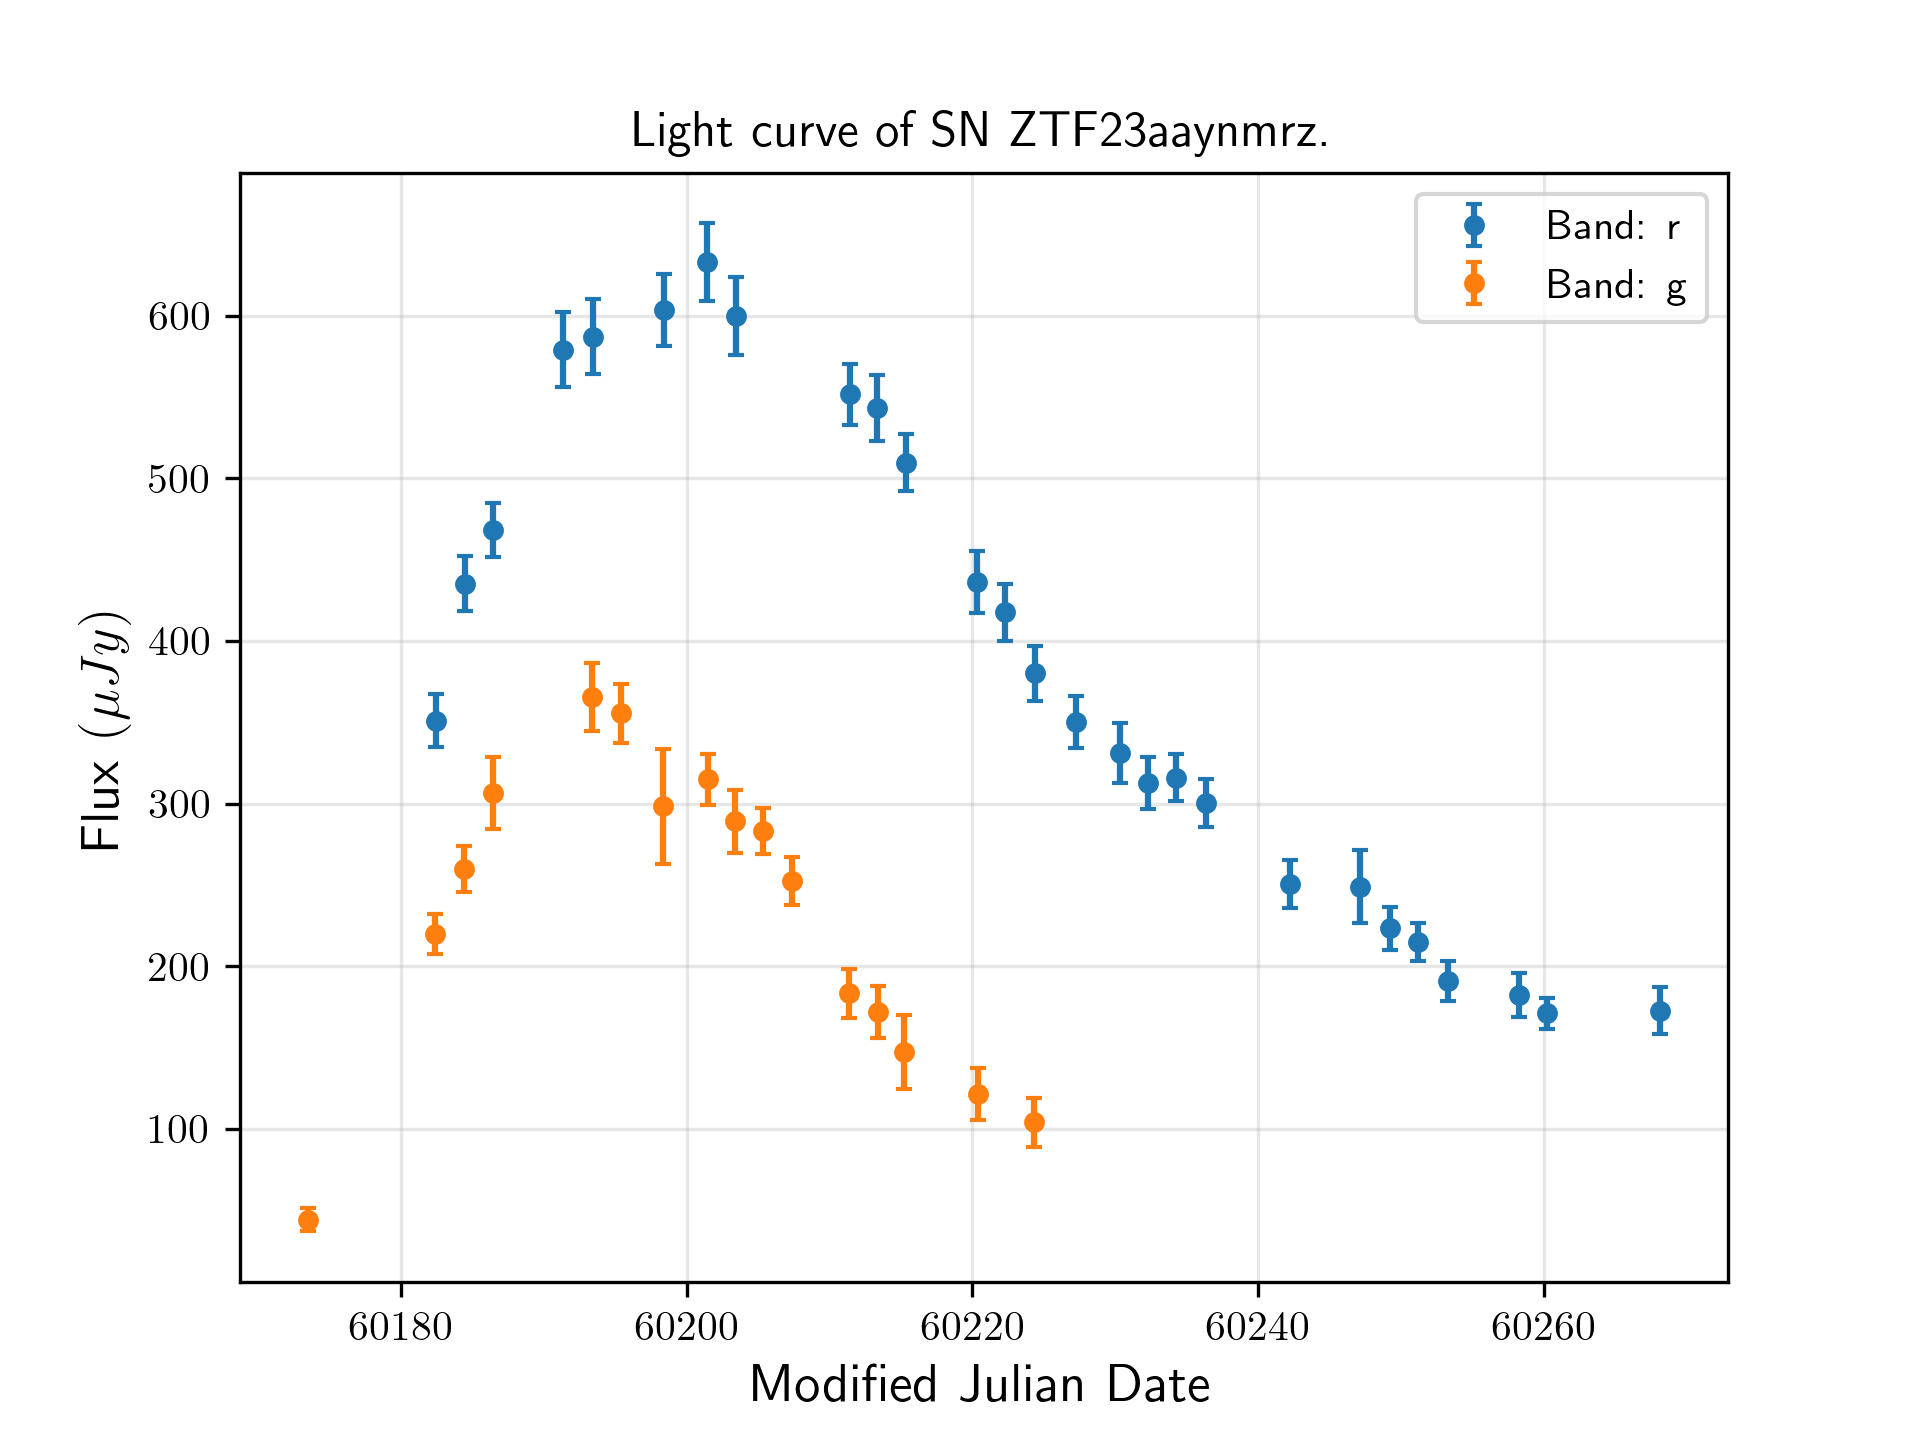 Light curve of SN ZTF23aaynmrz.
Band: r
Band: g
600
500
400
300
200
100
Flux (μJy)
60180 60200 60220 60240 60260
Modified Julian Date